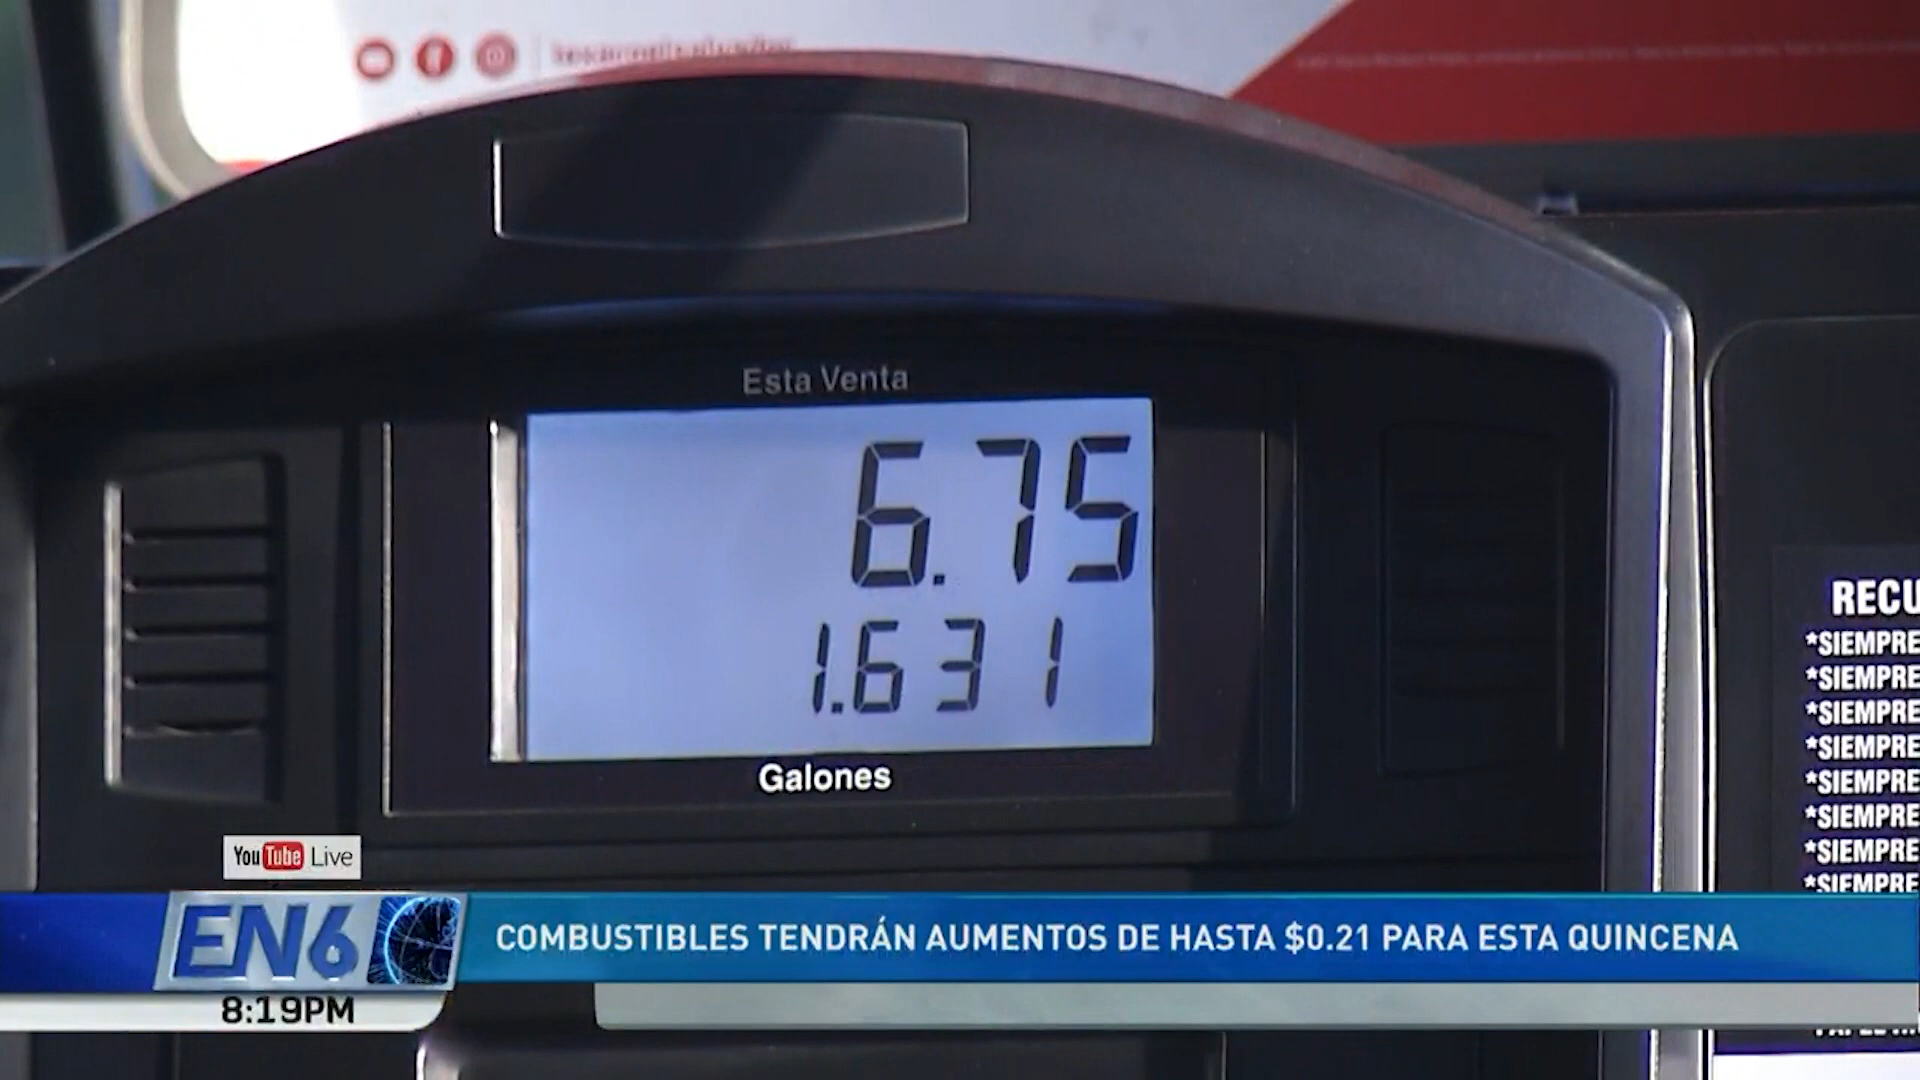 Esta Venta
6.75
1.631
Galones
RECU
*SIEMPRE
*SIEMPRE
*SIEMPRE
*SIEMPRE
*SIEMPRE
*SIEMPRE
*SIEMPRE
*SIEMPRE
YouTube Live
EN6
COMBUSTIBLES TENDRÁN AUMENTOS DE HASTA $0.21 PARA ESTA QUINCENA
8:19PM